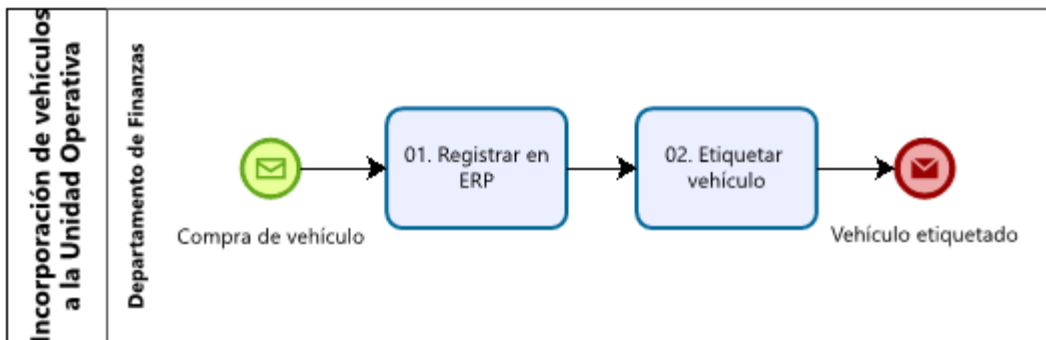 Incorporación de vehículos
a la Unidad Operativa
Departamento de Finanzas
Compra de vehículo
01. Registrar en
ERP
02. Etiquetar
vehículo
Vehículo etiquetado